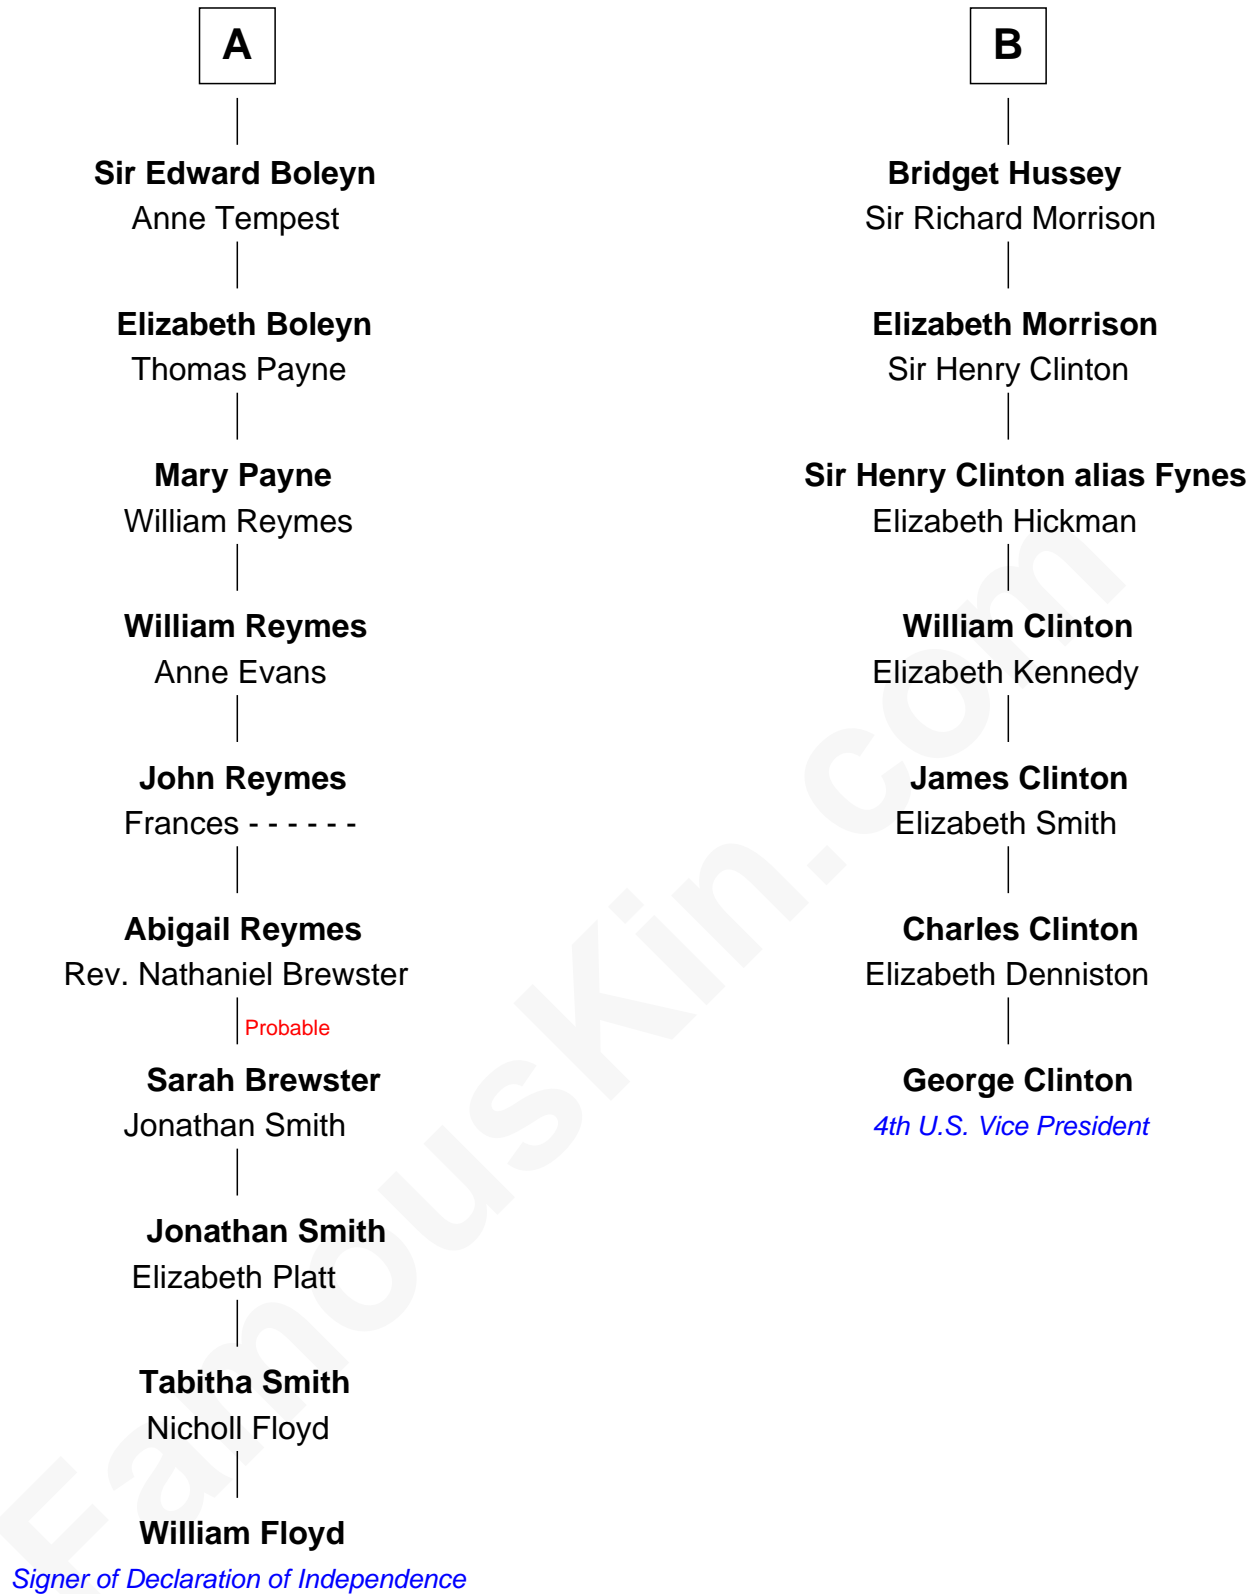 A
Sir Edward Boleyn
Anne Tempest
Elizabeth Boleyn
Thomas Payne
Mary Payne
William Reymes
William Reymes
Anne Evans
John Reymes
Frances - - - - - -
Abigail Reymes
Rev. Nathaniel Brewster
Probable
Sarah Brewster
Jonathan Smith
Jonathan Smith
Elizabeth Platt
Tabitha Smith
Nicholl Floyd
William Floyd
Signer of Declaration of Independence
B
Bridget Hussey
Sir Richard Morrison
Elizabeth Morrison
Sir Henry Clinton
Sir Henry Clinton alias Fynes
Elizabeth Hickman
William Clinton
Elizabeth Kennedy
James Clinton
Elizabeth Smith
Charles Clinton
Elizabeth Denniston
George Clinton
4th U.S. Vice President
FamousKin.com